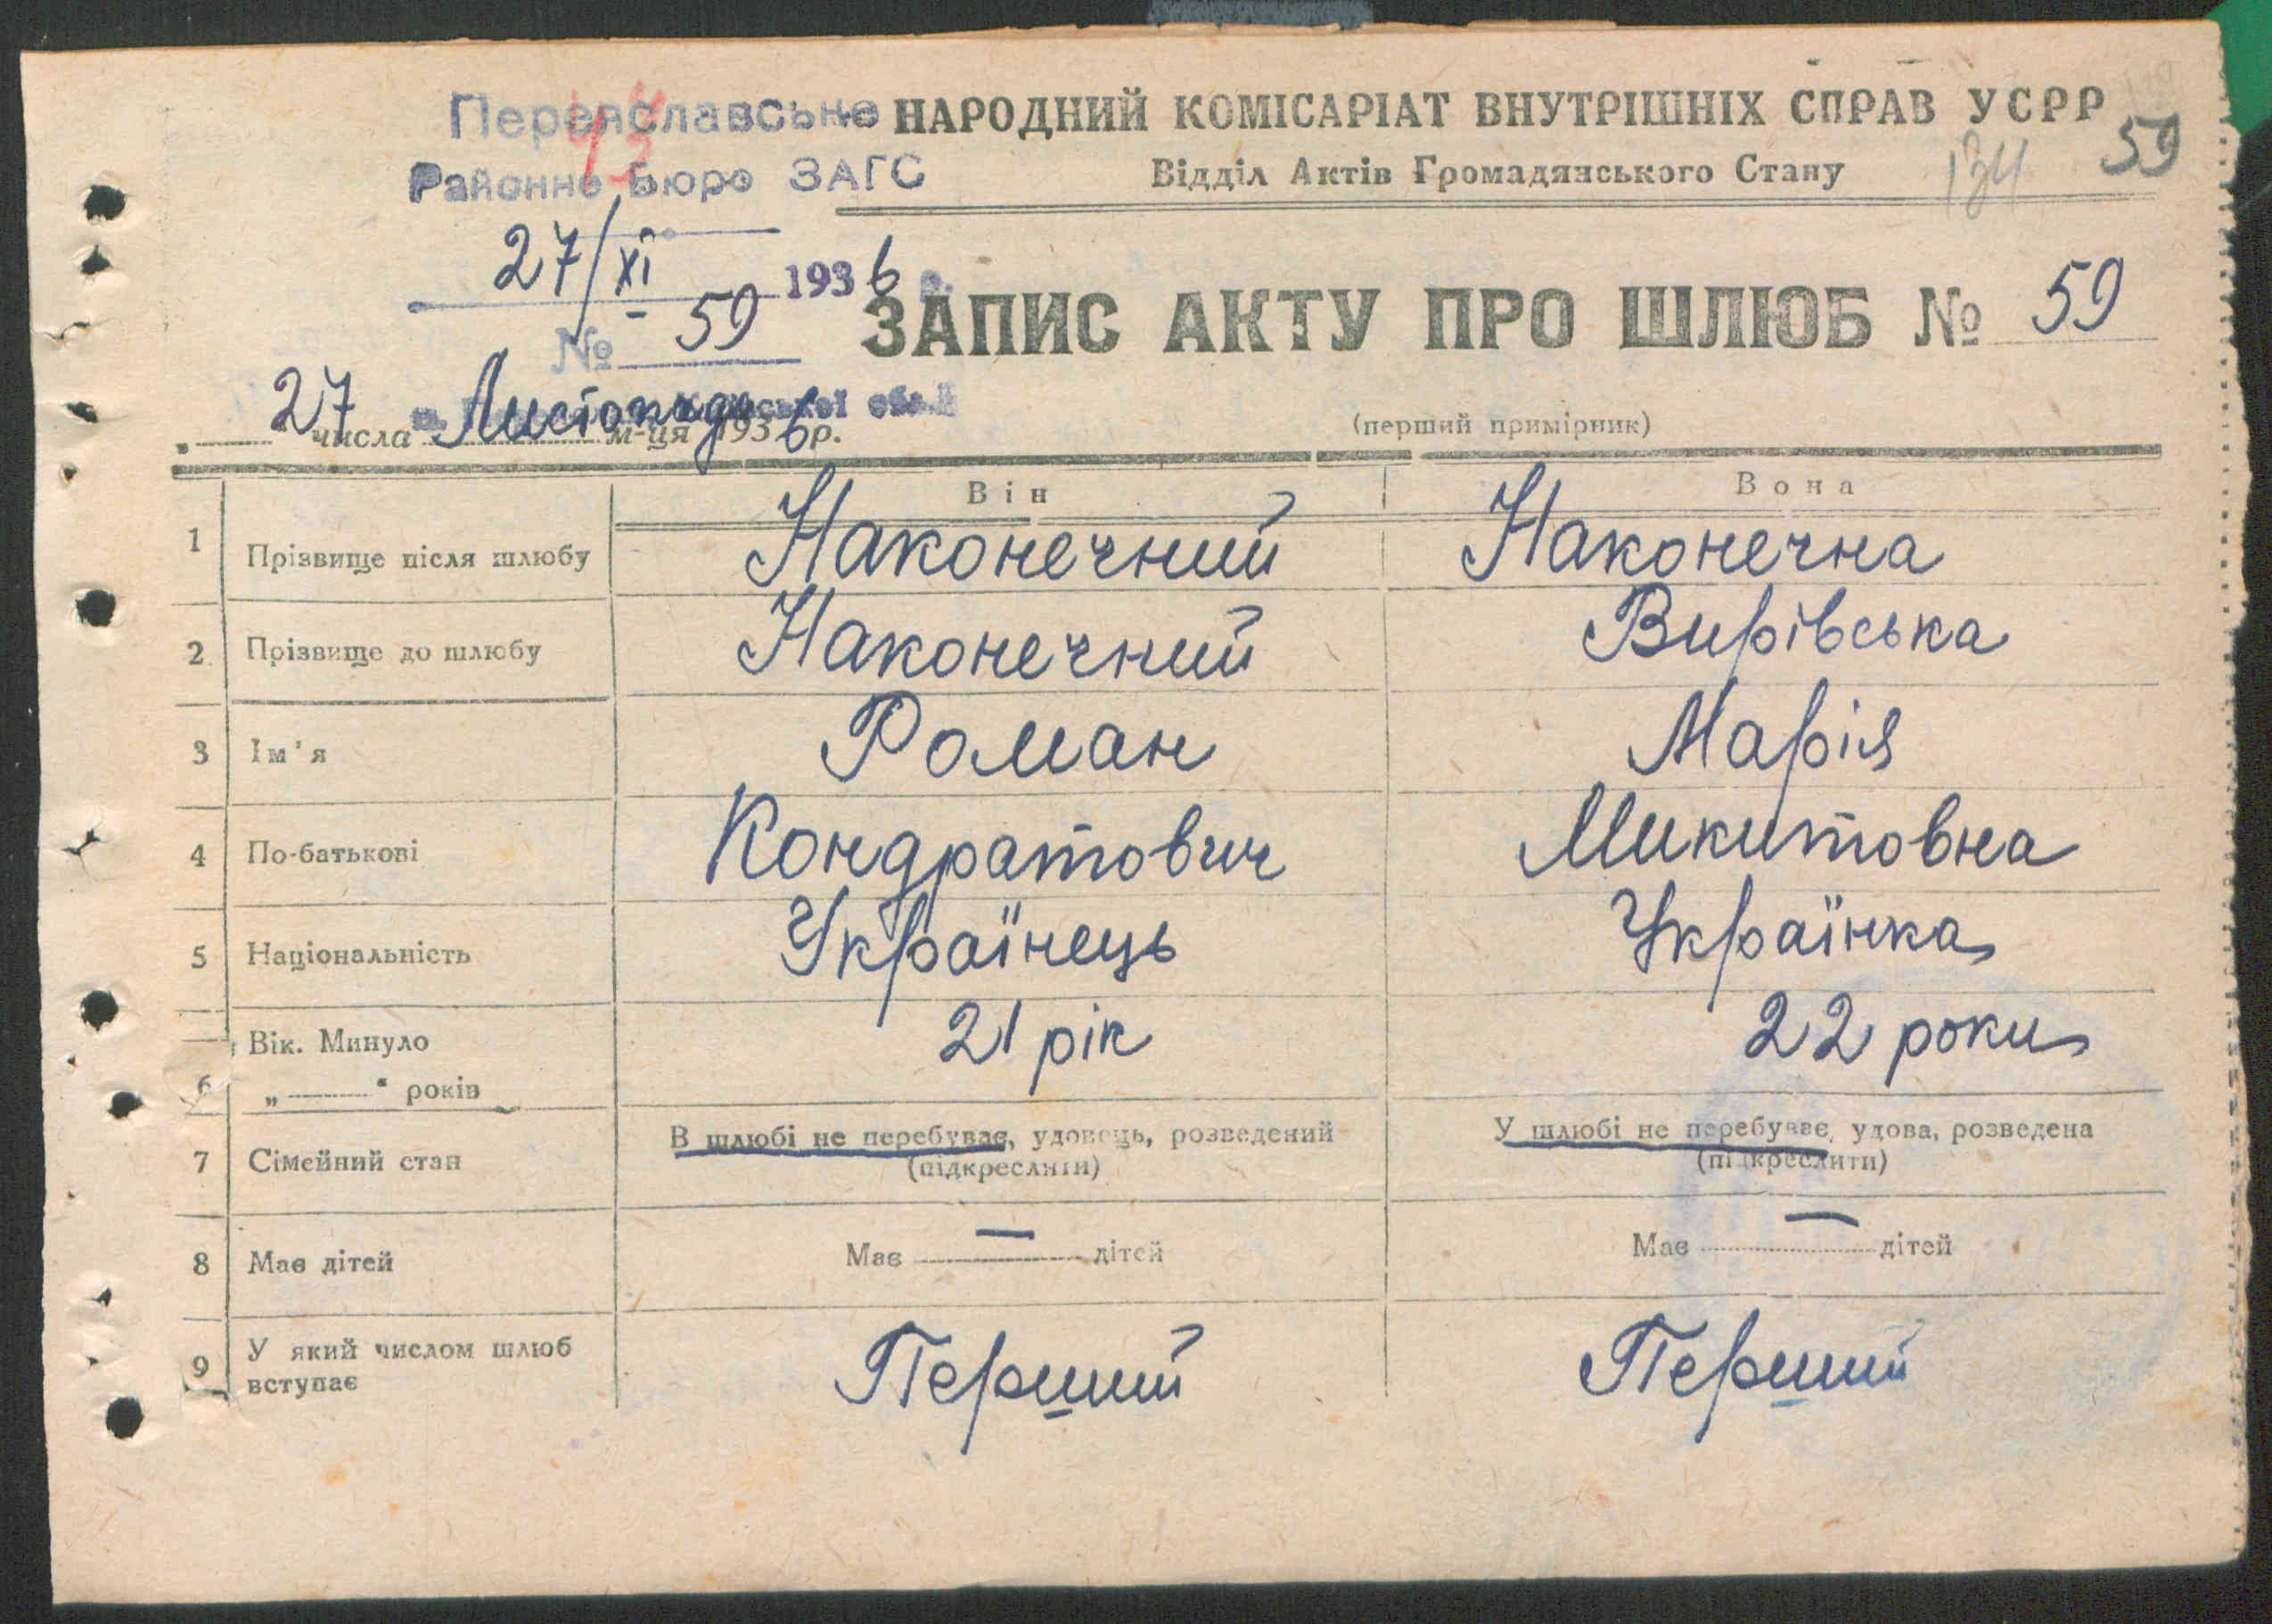 Переяславське НАРОДНИЙ КОМІСАРІАТ ВНУТРІШНІХ СПРАВ УСРР
Районне Бюро ЗАГС Відділ Актів Громадянського Стану 134 59
27/XI 1936 р.
№ 59 ЗАПИС АКТУ ПРО ШЛЮБ № 59
Київської обл.
„ 27 " числа Листопада м-ця 1936 р. (перший примірник)
Він Вона
1 Прізвище після шлюбу Наконечний Наконечна
2 Прізвище до шлюбу Наконечний Вирівська
3 Ім'я Роман Марія
4 По-батькові Кондратович Микитовна
5 Національність Українець Українка
6 Вік. Минуло 21 рік 22 роки
„ “ років
7 Сімейний стан В шлюбі не перебуває, удовець, розведений У шлюбі не перебуває, удова, розведена
(підкреслити) (підкреслити)
8 Має дітей Має — дітей Має — дітей
9 У який числом шлюб Перший Перший
вступає